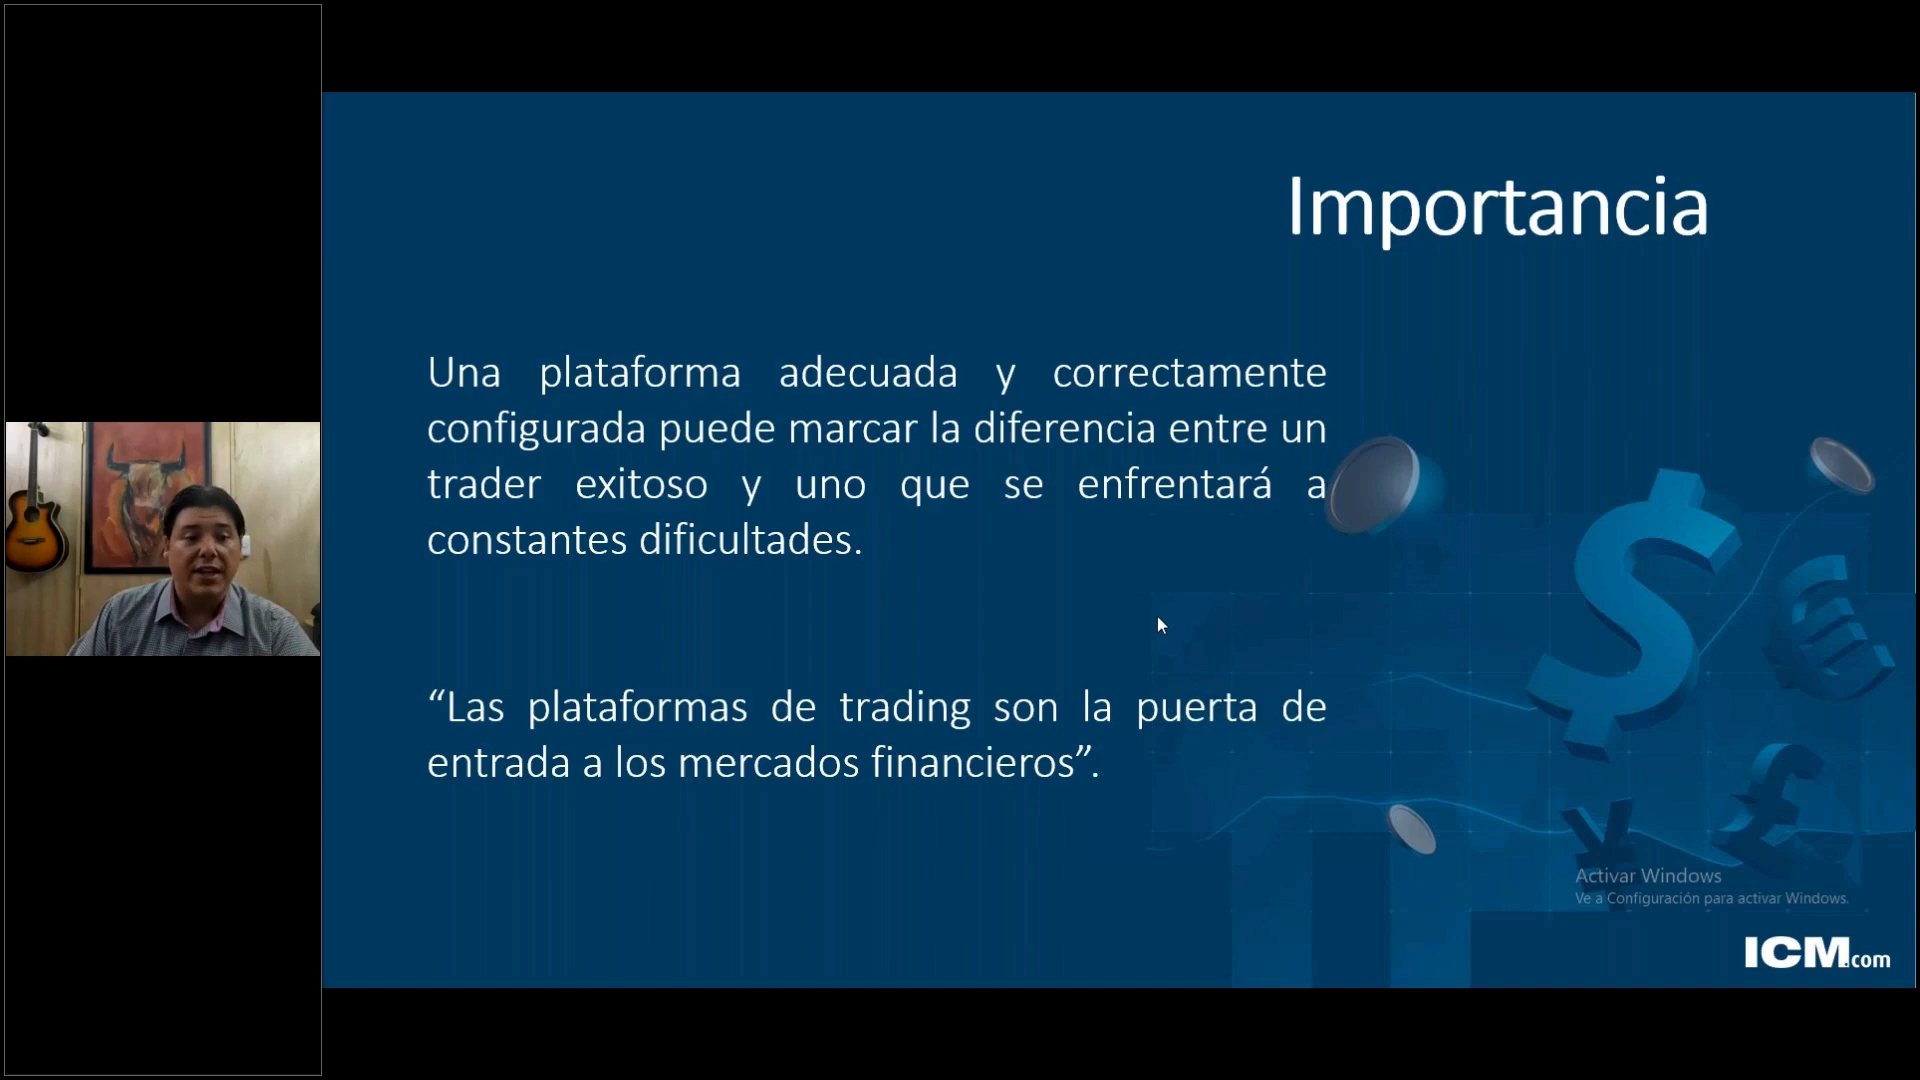 Importancia
Una plataforma adecuada y correctamente
configurada puede marcar la diferencia entre un
trader exitoso y uno que se enfrentará a
constantes dificultades.
“Las plataformas de trading son la puerta de
entrada a los mercados financieros”.
Activar Windows
Ve a Configuración para activar Windows.
ICM.com